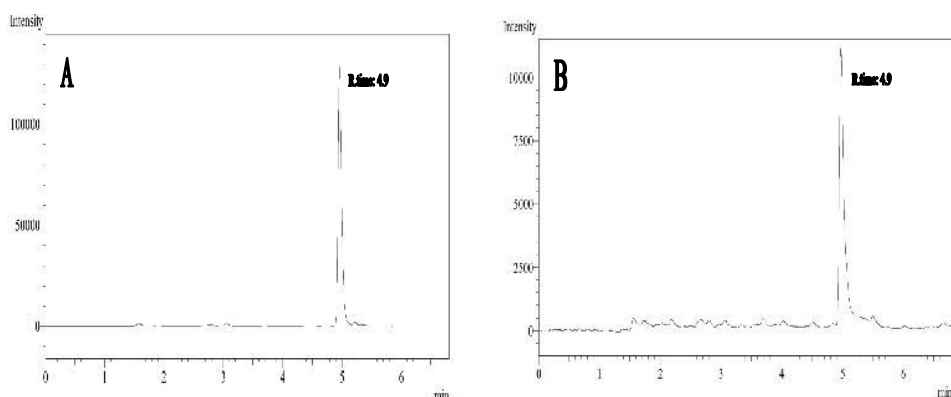 Intensity
A
R.time: 4.9
100000
50000
0
0 1 2 3 4 5 6
min
Intensity
B
R.time: 4.9
10000
7500
5000
2500
0
0 1 2 3 4 5 6
min